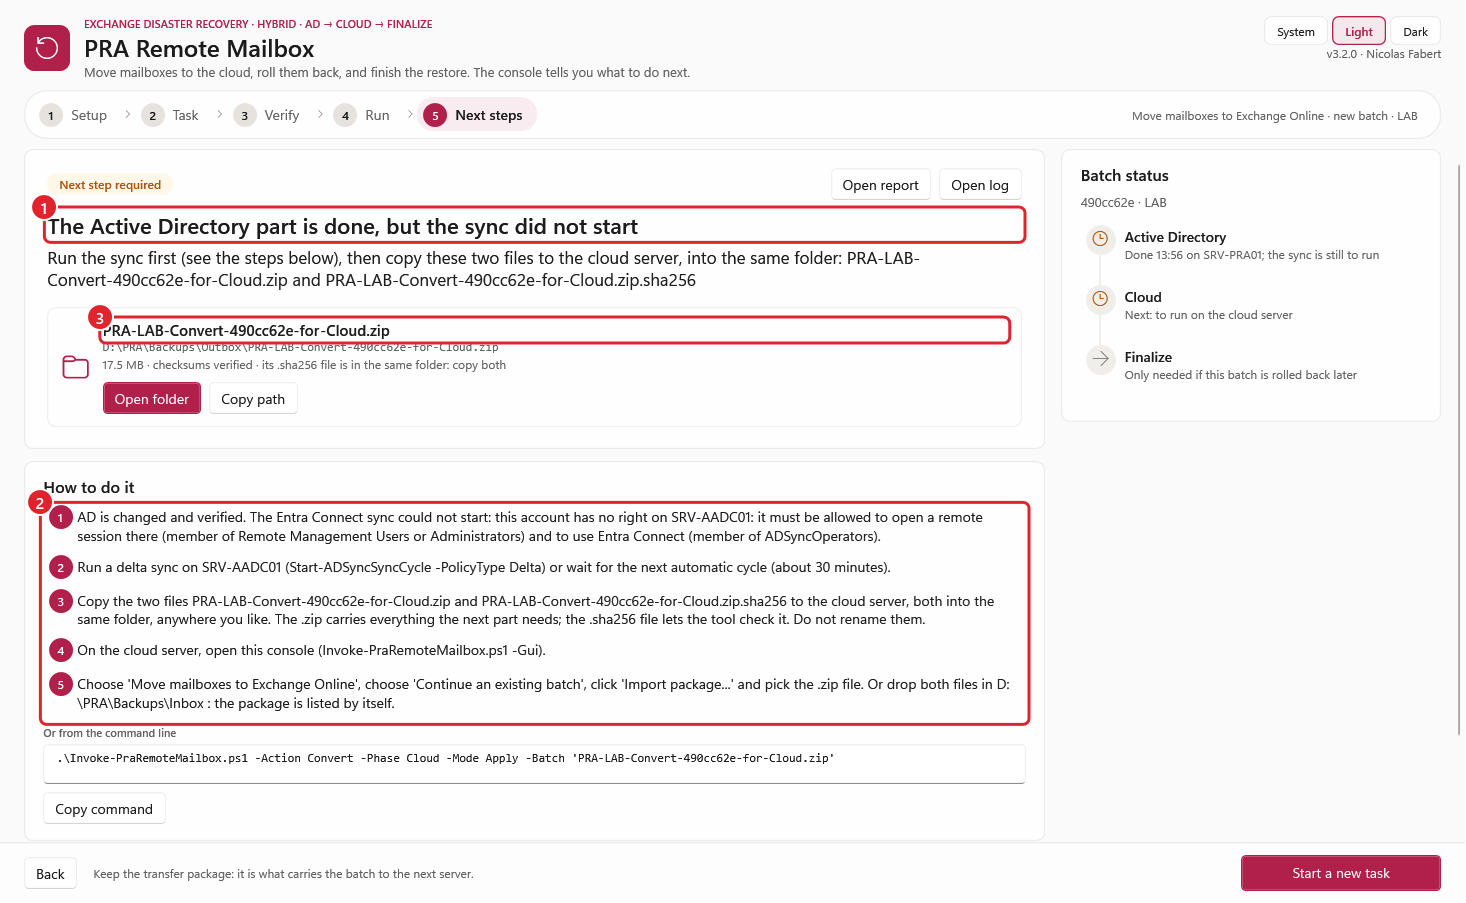 EXCHANGE DISASTER RECOVERY · HYBRID · AD → CLOUD → FINALIZE
PRA Remote Mailbox
Move mailboxes to the cloud, roll them back, and finish the restore. The console tells you what to do next.
System
Light
Dark
v3.2.0 · Nicolas Fabert
1 Setup
2 Task
3 Verify
4 Run
5 Next steps
Move mailboxes to Exchange Online · new batch · LAB
Next step required
Open report
Open log
1
The Active Directory part is done, but the sync did not start
Run the sync first (see the steps below), then copy these two files to the cloud server, into the same folder: PRA-LAB-
Convert-490cc62e-for-Cloud.zip and PRA-LAB-Convert-490cc62e-for-Cloud.zip.sha256
3
PRA-LAB-Convert-490cc62e-for-Cloud.zip
D:\PRA\Backups\Outbox\PRA-LAB-Convert-490cc62e-for-Cloud.zip
17.5 MB · checksums verified · its .sha256 file is in the same folder: copy both
Open folder
Copy path
Batch status
490cc62e · LAB
Active Directory
Done 13:56 on SRV-PRA01; the sync is still to run
Cloud
Next: to run on the cloud server
Finalize
Only needed if this batch is rolled back later
How to do it
2
1 AD is changed and verified. The Entra Connect sync could not start: this account has no right on SRV-AADC01: it must be allowed to open a remote
session there (member of Remote Management Users or Administrators) and to use Entra Connect (member of ADSyncOperators).
2 Run a delta sync on SRV-AADC01 (Start-ADSyncSyncCycle -PolicyType Delta) or wait for the next automatic cycle (about 30 minutes).
3 Copy the two files PRA-LAB-Convert-490cc62e-for-Cloud.zip and PRA-LAB-Convert-490cc62e-for-Cloud.zip.sha256 to the cloud server, both into the
same folder, anywhere you like. The .zip carries everything the next part needs; the .sha256 file lets the tool check it. Do not rename them.
4 On the cloud server, open this console (Invoke-PraRemoteMailbox.ps1 -Gui).
5 Choose 'Move mailboxes to Exchange Online', choose 'Continue an existing batch', click 'Import package...' and pick the .zip file. Or drop both files in D:
\PRA\Backups\Inbox : the package is listed by itself.
Or from the command line
.\Invoke-PraRemoteMailbox.ps1 -Action Convert -Phase Cloud -Mode Apply -Batch 'PRA-LAB-Convert-490cc62e-for-Cloud.zip'
Copy command
Back
Keep the transfer package: it is what carries the batch to the next server.
Start a new task